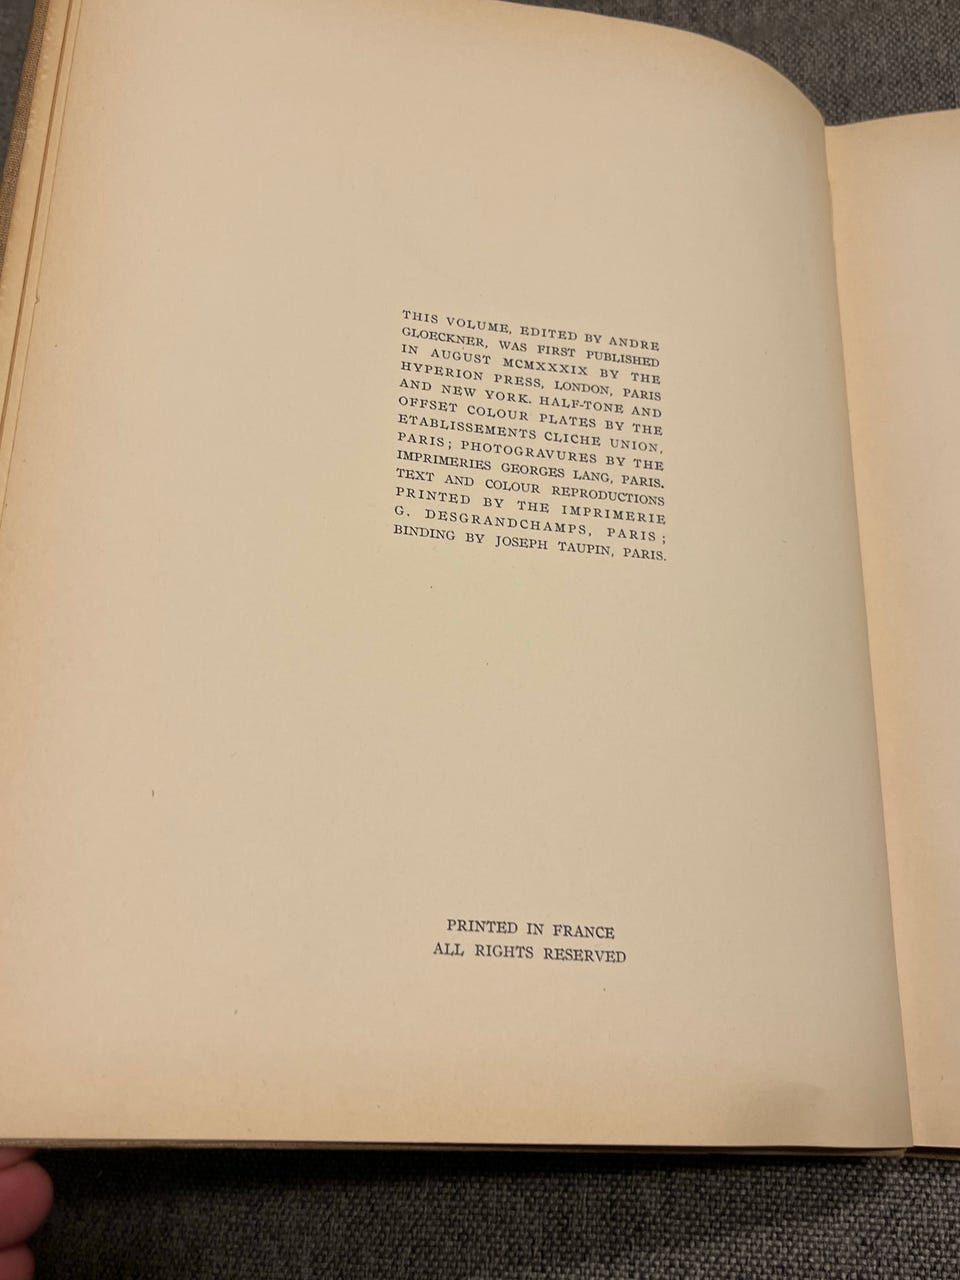 THIS VOLUME, EDITED BY ANDRE
GLOECKNER, WAS FIRST PUBLISHED
IN AUGUST MCMXXXIX BY THE
HYPERION PRESS, LONDON, PARIS
AND NEW YORK. HALF-TONE AND
OFFSET COLOUR PLATES BY THE
ETABLISSEMENTS CLICHE UNION,
PARIS ; PHOTOGRAVURES BY THE
IMPRIMERIES GEORGES LANG, PARIS.
TEXT AND COLOUR REPRODUCTIONS
PRINTED BY THE IMPRIMERIE
G. DESGRANDCHAMPS, PARIS ;
BINDING BY JOSEPH TAUPIN, PARIS.
PRINTED IN FRANCE
ALL RIGHTS RESERVED